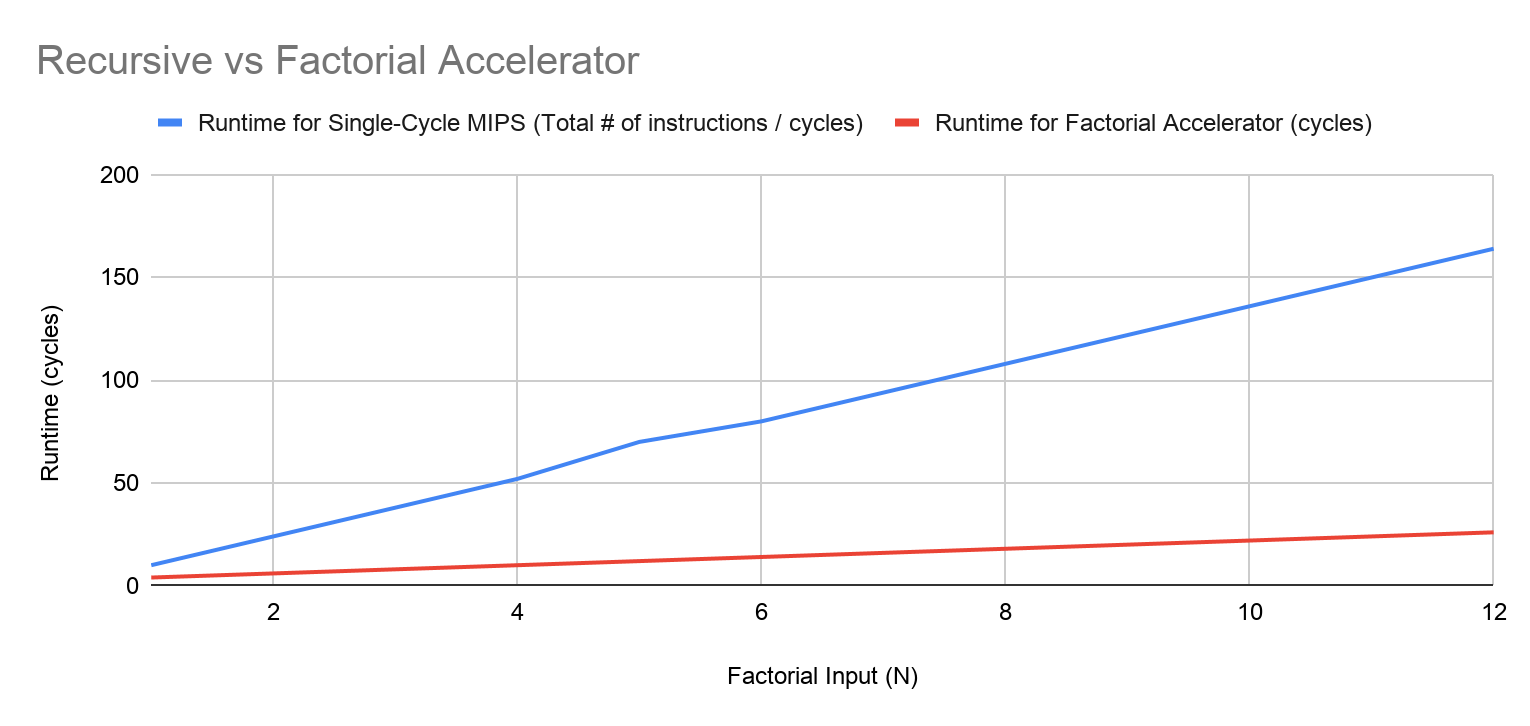 Recursive vs Factorial Accelerator
Runtime for Single-Cycle MIPS (Total # of instructions / cycles) Runtime for Factorial Accelerator (cycles)
200
150
100
50
0
Runtime (cycles)
2 4 6 8 10 12
Factorial Input (N)